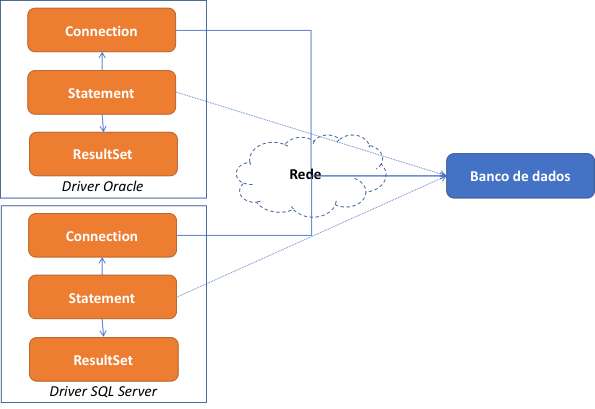 Connection
Statement
ResultSet
Driver Oracle
Rede
Banco de dados
Connection
Statement
ResultSet
Driver SQL Server